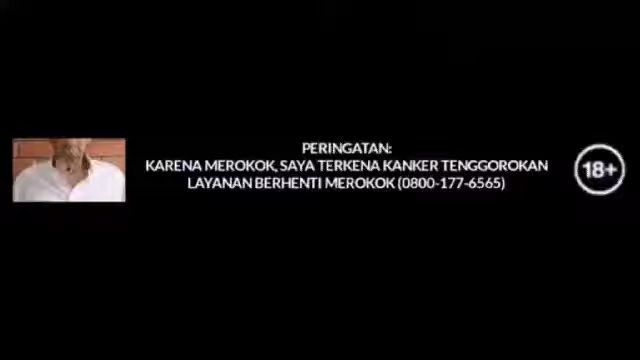 PERINGATAN:
KARENA MEROKOK, SAYA TERKENA KANKER TENGGOROKAN
LAYANAN BERHENTI MEROKOK (0800-177-6565)
18+